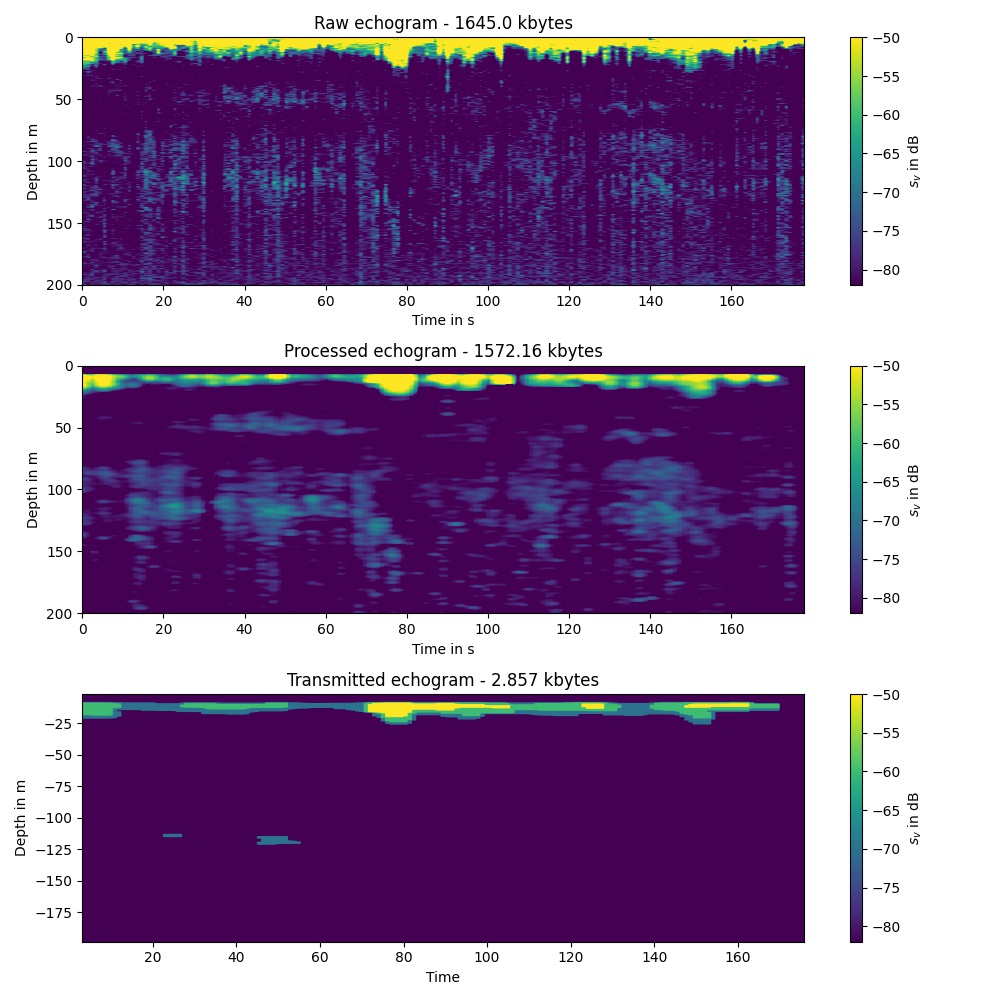 Raw echogram - 1645.0 kbytes
0
50
100
150
200
Depth in m
0 20 40 60 80 100 120 140 160
Time in s
−50
−55
−60
−65
−70
−75
−80
sv in dB
Processed echogram - 1572.16 kbytes
0
50
100
150
200
Depth in m
0 20 40 60 80 100 120 140 160
Time in s
−50
−55
−60
−65
−70
−75
−80
sv in dB
Transmitted echogram - 2.857 kbytes
−25
−50
−75
−100
−125
−150
−175
Depth in m
20 40 60 80 100 120 140 160
Time
−50
−55
−60
−65
−70
−75
−80
sv in dB